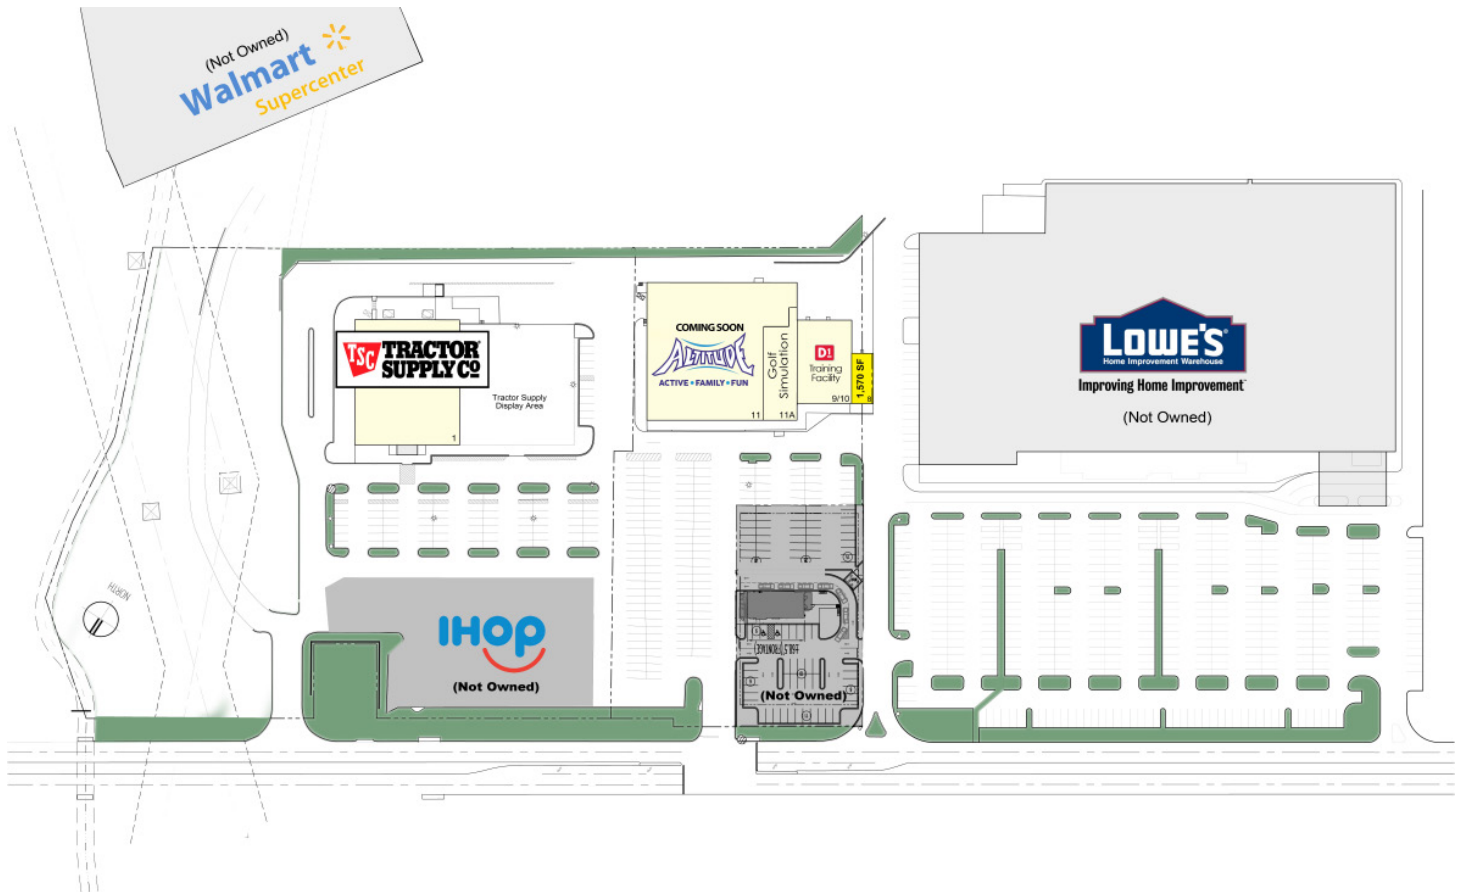 (Not Owned)
Walmart
Supercenter
TSC TRACTOR
SUPPLY CO
Tractor Supply
Display Area
1
COMING SOON
ALTITUDE
ACTIVE • FAMILY • FUN
11
Golf
Simulation
11A
D1
Training
Facility
9/10
1,570 SF
8
LOWE'S
Home Improvement Warehouse
Improving Home Improvement
(Not Owned)
NORTH
IHOP
(Not Owned)
(Not Owned)